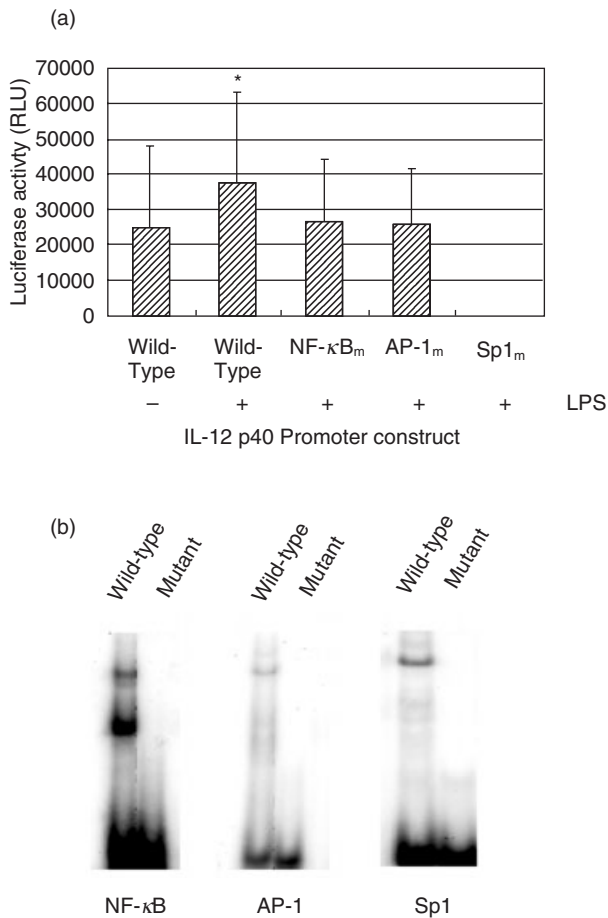 (a)
Luciferase activty (RLU)
70000
60000
50000
40000
30000
20000
10000
0
*
Wild-Type Wild-Type NF-κBm AP-1m Sp1m
– + + + + LPS
IL-12 p40 Promoter construct
(b)
Wild-type Mutant Wild-type Mutant Wild-type Mutant
NF-κB AP-1 Sp1